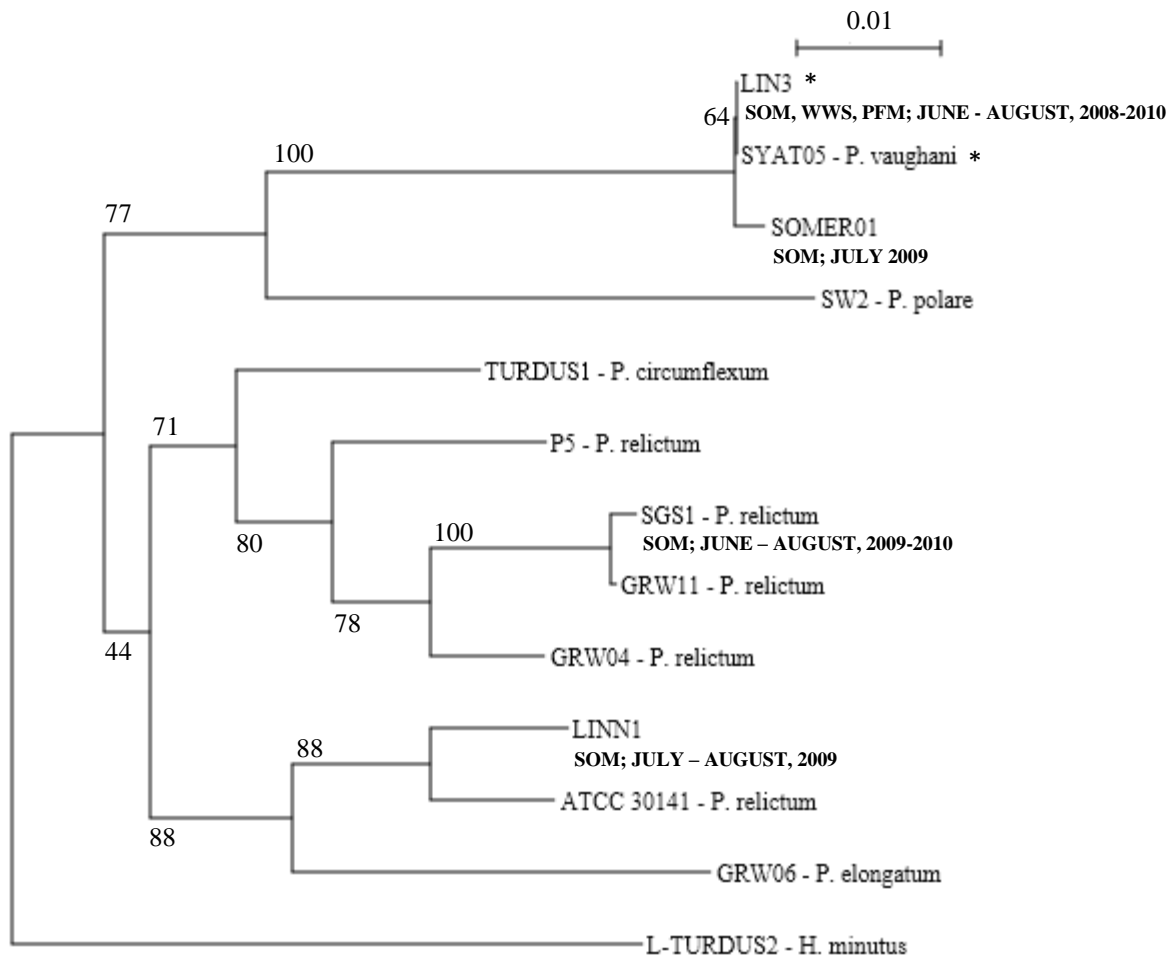 0.01
LIN3 *
64
SOM, WWS, PFM; JUNE - AUGUST, 2008-2010
100
SYAT05 - P. vaughani *
77
SOMER01
SOM; JULY 2009
SW2 - P. polare
TURDUS1 - P. circumflexum
71
P5 - P. relictum
SGS1 - P. relictum
100
SOM; JUNE – AUGUST, 2009-2010
80
GRW11 - P. relictum
78
44
GRW04 - P. relictum
LINN1
88
SOM; JULY – AUGUST, 2009
ATCC 30141 - P. relictum
88
GRW06 - P. elongatum
L-TURDUS2 - H. minutus